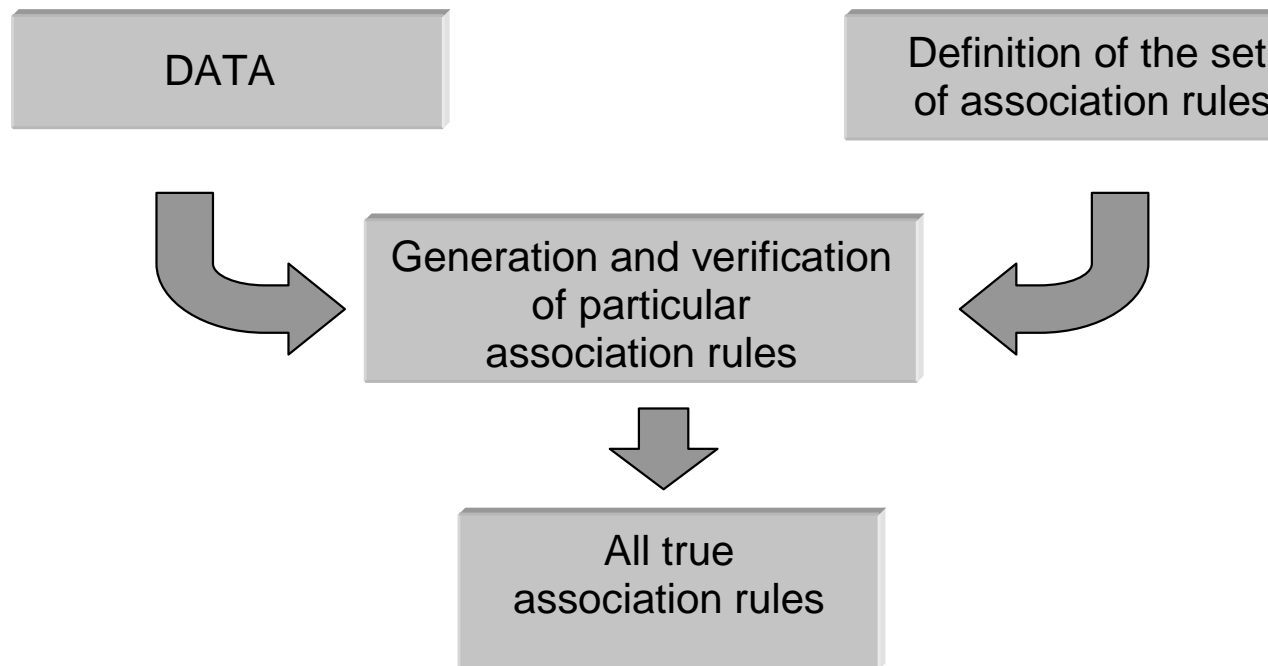 DATA
Definition of the set
of association rules
Generation and verification
of particular
association rules
All true
association rules